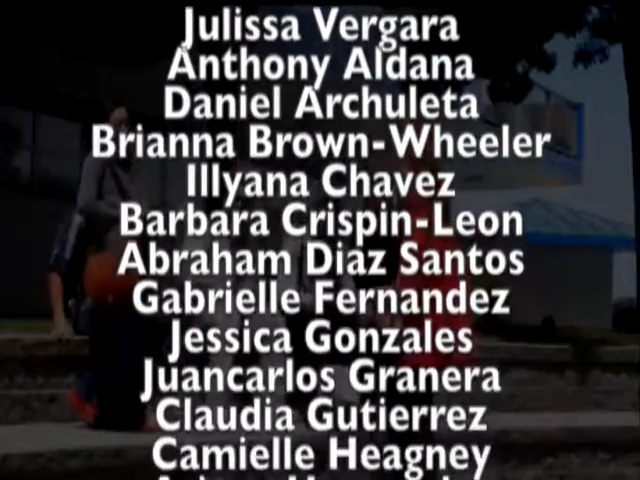 Julissa Vergara
Anthony Aldana
Daniel Archuleta
Brianna Brown-Wheeler
Illyana Chavez
Barbara Crispin-Leon
Abraham Diaz Santos
Gabrielle Fernandez
Jessica Gonzales
Juancarlos Granera
Claudia Gutierrez
Camielle Heagney